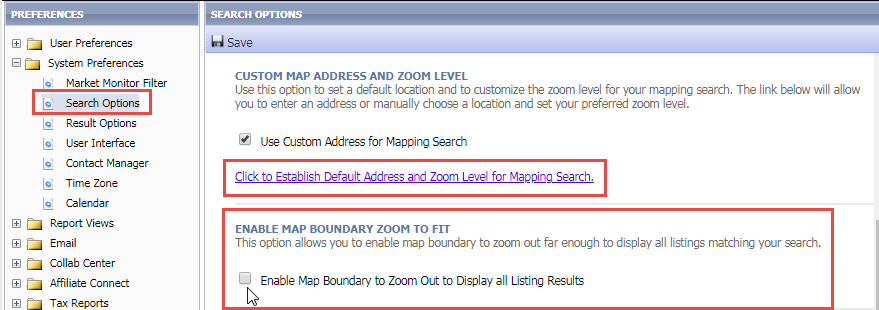 PREFERENCES
User Preferences
System Preferences
Market Monitor Filter
Search Options
Result Options
User Interface
Contact Manager
Time Zone
Calendar
Report Views
Email
Collab Center
Affiliate Connect
Tax Reports
SEARCH OPTIONS
Save
CUSTOM MAP ADDRESS AND ZOOM LEVEL
Use this option to set a default location and to customize the zoom level for your mapping search. The link below will allow
you to enter an address or manually choose a location and set your preferred zoom level.
Use Custom Address for Mapping Search
Click to Establish Default Address and Zoom Level for Mapping Search.
ENABLE MAP BOUNDARY ZOOM TO FIT
This option allows you to enable map boundary to zoom out far enough to display all listings matching your search.
Enable Map Boundary to Zoom Out to Display all Listing Results